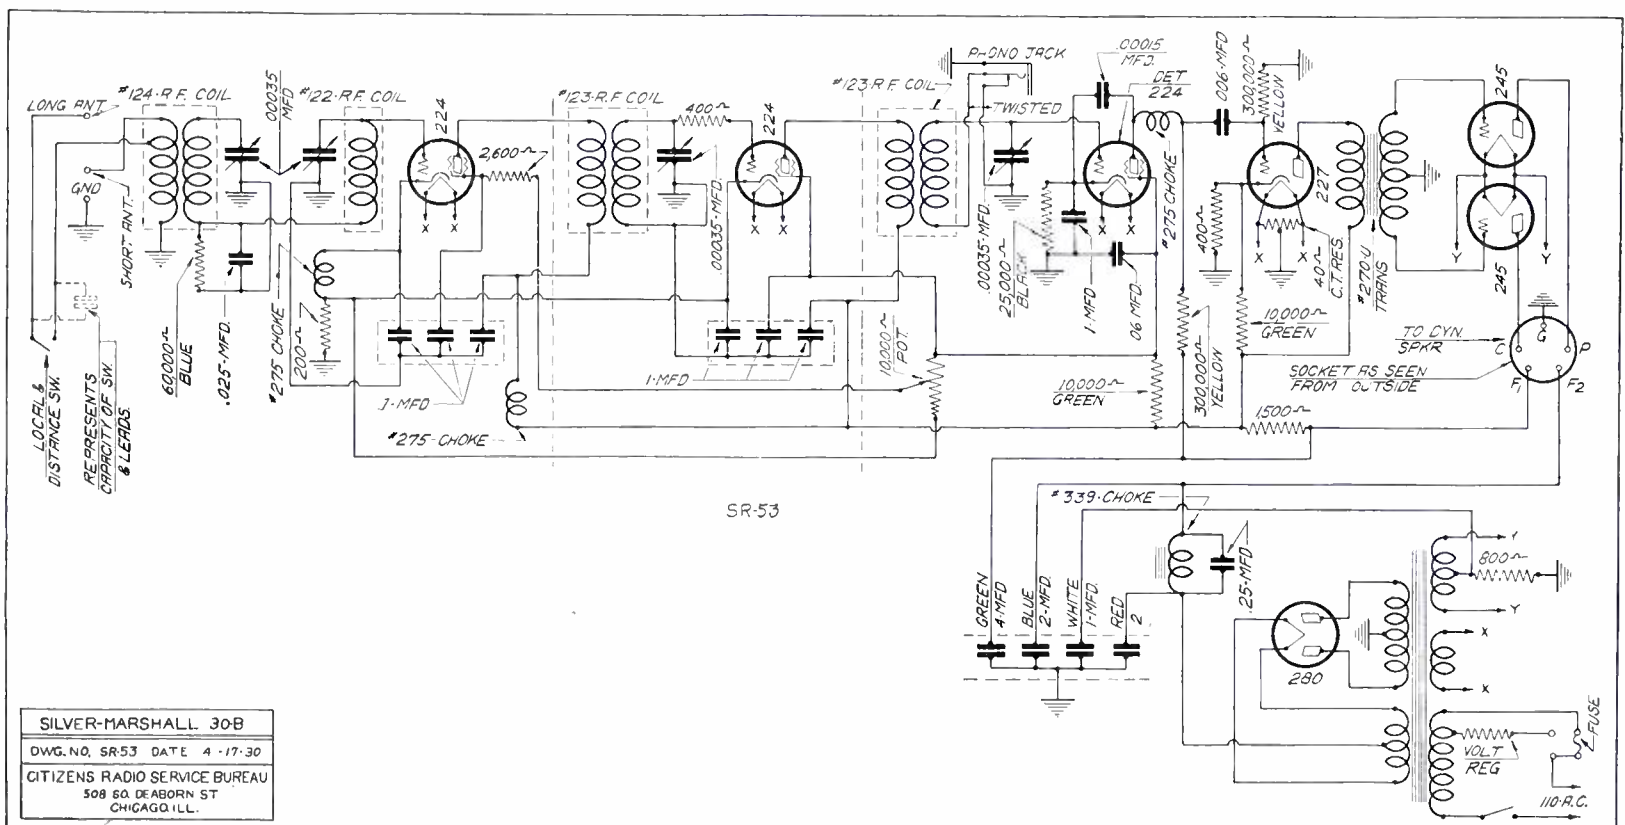 LONG ANT.
#124-R.F. COIL
.00035
MFD
#122-R.F. COIL
224
2,600~
#123-R.F. COIL
400~
224
#123-R.F. COIL
PHONO JACK
TWISTED
.00015
MFD.
DET
224
.006-MFD
300,000~
YELLOW
245
GND
SHORT ANT.
X X
X X
X X
.00035-MFD.
.00035-MFD.
25,000~
BLACK
1-MFD
.06 MFD.
#275 CHOKE
400~
227
X X
40~
C.T. RES.
#270-U
TRANS
Y Y
245
60,000~
BLUE
.025-MFD.
#275 CHOKE
200~
.1-MFD
1-MFD
10,000~
POT.
10,000~
GREEN
300,000~
YELLOW
10,000~
GREEN
1,500~
TO DYN.
SPKR
SOCKET AS SEEN
FROM OUTSIDE
G
C P
F1 F2
LOCAL &
DISTANCE SW.
REPRESENTS
CAPACITY OF SW.
& LEADS.
#275-CHOKE
SR-53
#339-CHOKE
.25-MFD
GREEN
4-MFD
BLUE
2-MFD.
WHITE
1-MFD.
RED
2
280
Y
800~
Y
X
X
VOLT
REG
FUSE
110-A.C.
SILVER-MARSHALL 30-B
DWG. NO. SR-53 DATE 4-17-30
CITIZENS RADIO SERVICE BUREAU
508 SO. DEABORN ST
CHICAGO, ILL.